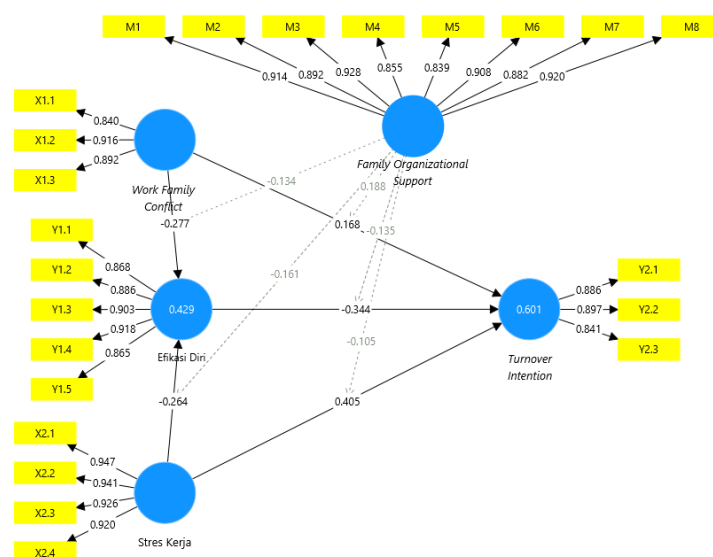 M1
M2
M3
M4
M5
M6
M7
M8
0.914
0.892
0.928
0.855
0.839
0.908
0.882
0.920
X1.1
X1.2
X1.3
0.840
0.916
0.892
Work Family
Conflict
Family Organizational
Support
-0.134
0.188
0.168
-0.135
-0.277
-0.161
-0.105
Y1.1
Y1.2
Y1.3
Y1.4
Y1.5
0.868
0.886
0.903
0.918
0.865
0.429
Efikasi Diri
-0.344
0.601
Turnover
Intention
0.886
0.897
0.841
Y2.1
Y2.2
Y2.3
-0.264
0.405
X2.1
X2.2
X2.3
X2.4
0.947
0.941
0.926
0.920
Stres Kerja